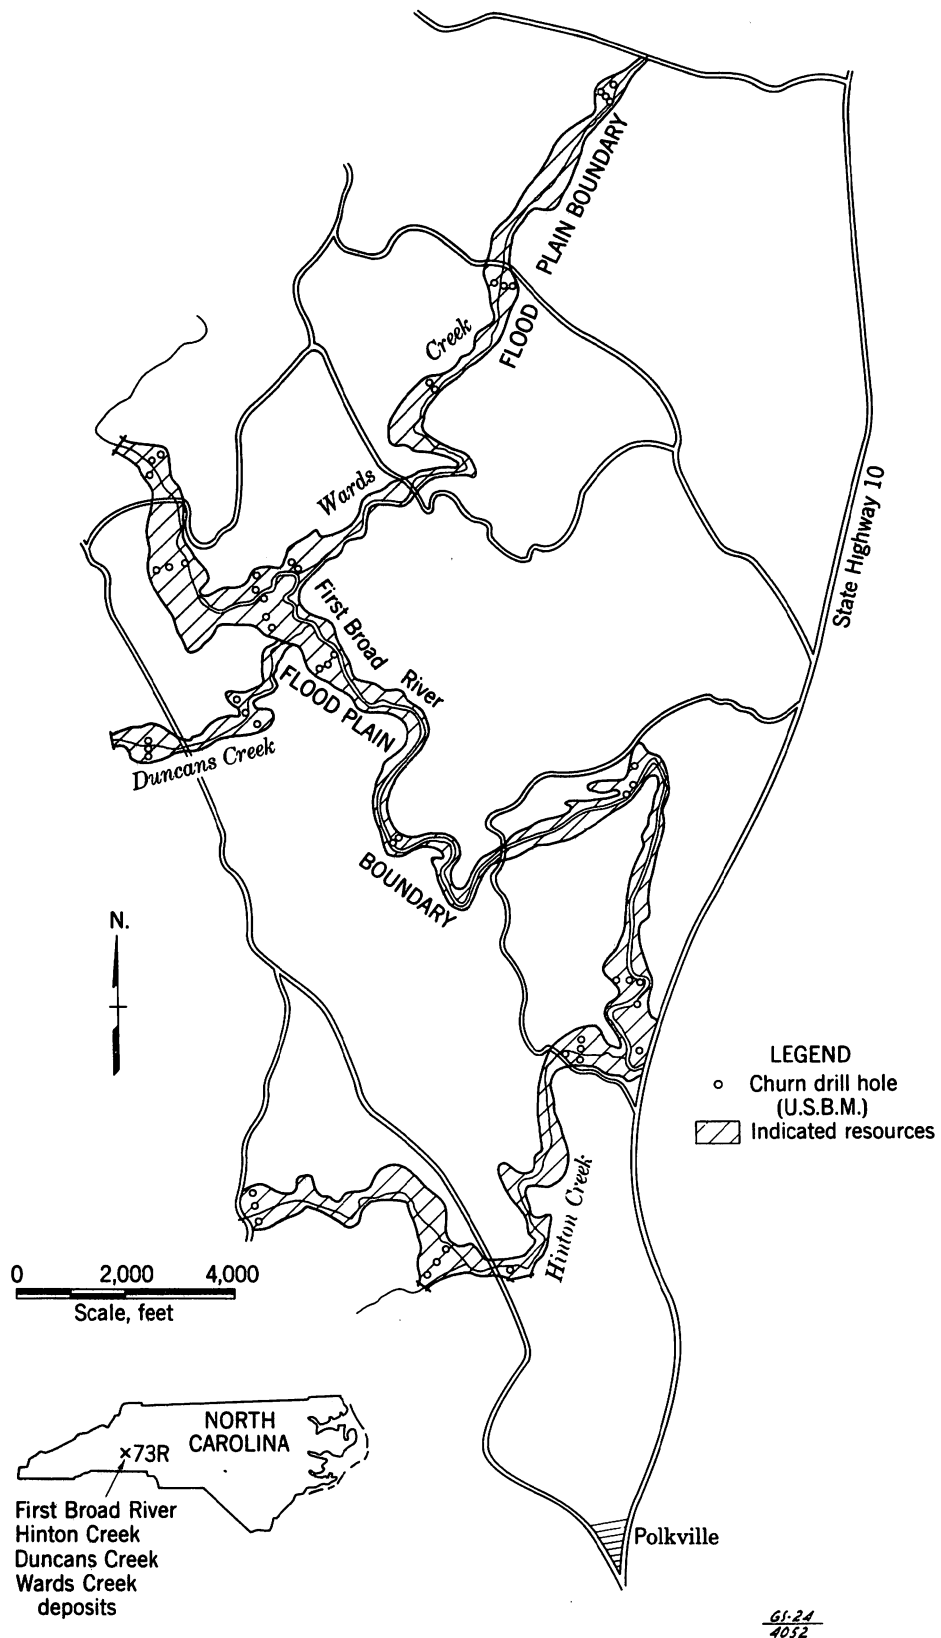 PLAIN BOUNDARY
FLOOD
Creek
Wards
State Highway 10
First Broad
River
FLOOD PLAIN
BOUNDARY
Duncans Creek
N.
LEGEND
Churn drill hole
(U.S.B.M.)
Indicated resources
Hinton Creek
0 2,000 4,000
Scale, feet
NORTH
CAROLINA
×73R
First Broad River
Hinton Creek
Duncans Creek
Wards Creek
deposits
Polkville
GS-24
4052